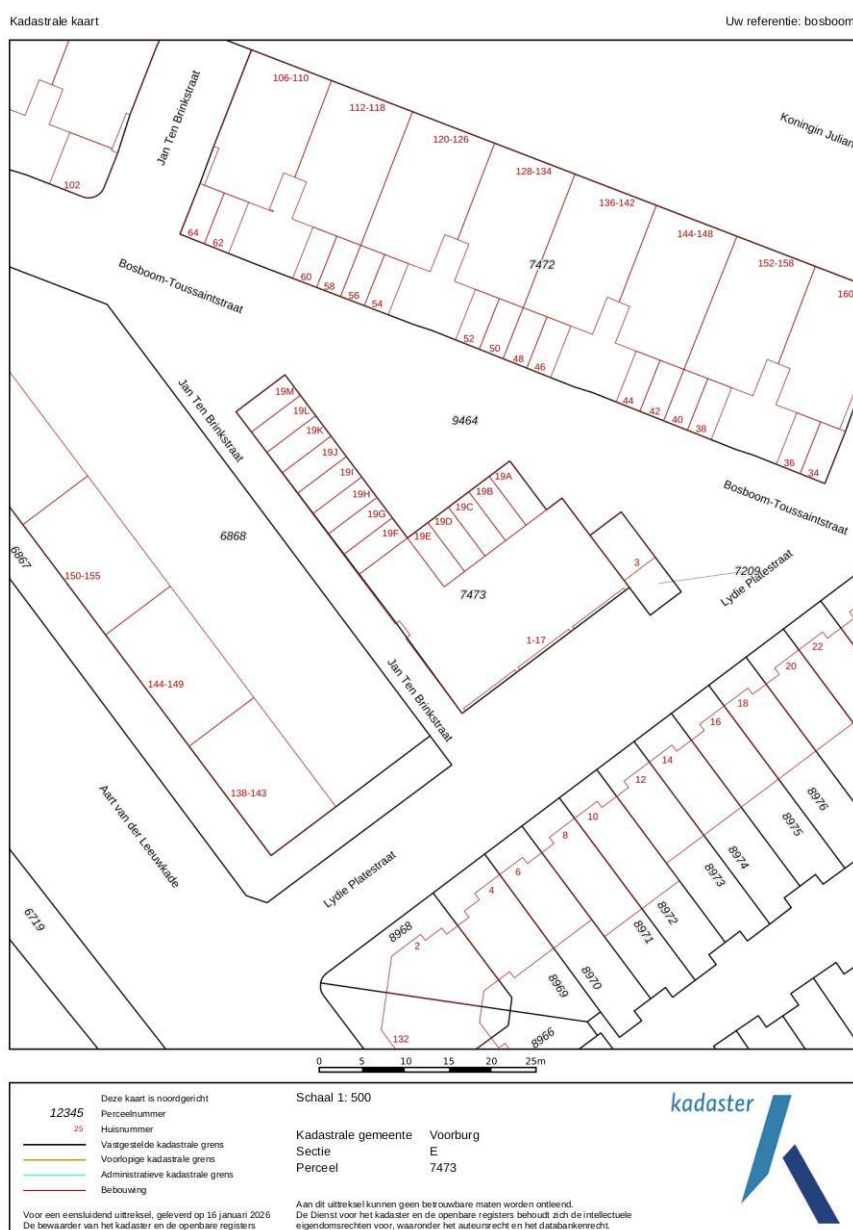 Kadastrale kaart
Uw referentie: bosboom
Jan Ten Brinkstraat
106-110
112-118
120-126
128-134
136-142
144-148
152-158
160
Koningin Julian
102
64
62
60
58
56
54
52
50
48
46
44
42
40
38
36
34
7472
Bosboom-Toussaintstraat
Jan Ten Brinkstraat
9464
19M
19L
19K
19J
19I
19H
19G
19F
19E
19D
19C
19B
19A
Bosboom-Toussaintstraat
6868
6867
7473
3
7209
Lydie Platestraat
1-17
150-155
144-149
138-143
Jan Ten Brinkstraat
Aart van der Leeuwkade
Lydie Platestraat
6719
22
20
18
16
14
12
10
8
6
4
2
132
8976
8975
8974
8973
8972
8971
8970
8969
8968
8966
0 5 10 15 20 25m
Deze kaart is noordgericht
12345 Perceelnummer
25 Huisnummer
Vastgestelde kadastrale grens
Voorlopige kadastrale grens
Administratieve kadastrale grens
Bebouwing
Voor een eensluidend uittreksel, geleverd op 16 januari 2026
De bewaarder van het kadaster en de openbare registers
Schaal 1: 500
Kadastrale gemeente Voorburg
Sectie E
Perceel 7473
Aan dit uittreksel kunnen geen betrouwbare maten worden ontleend.
De Dienst voor het kadaster en de openbare registers behoudt zich de intellectuele
eigendomsrechten voor, waaronder het auteursrecht en het databankenrecht.
kadaster